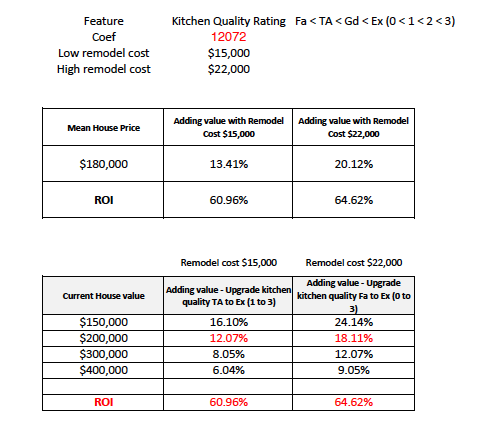 Feature Kitchen Quality Rating Fa < TA < Gd < Ex (0 < 1 < 2 < 3)
Coef 12072
Low remodel cost $15,000
High remodel cost $22,000
Mean House Price Adding value with Remodel Cost $15,000 Adding value with Remodel Cost $22,000
$180,000 13.41% 20.12%
ROI 60.96% 64.62%
Remodel cost $15,000 Remodel cost $22,000
Current House value Adding value - Upgrade kitchen quality TA to Ex (1 to 3) Adding value - Upgrade kitchen quality Fa to Ex (0 to 3)
$150,000 16.10% 24.14%
$200,000 12.07% 18.11%
$300,000 8.05% 12.07%
$400,000 6.04% 9.05%
ROI 60.96% 64.62%